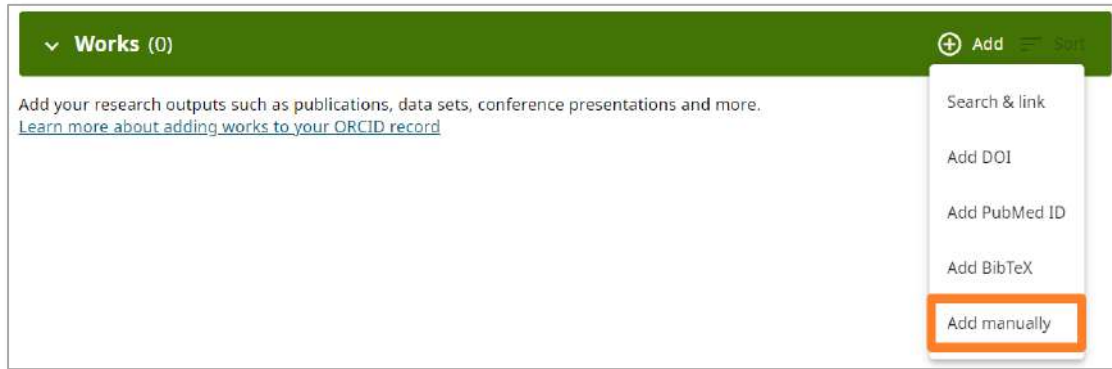 Works (0)
Add Sort
Add your research outputs such as publications, data sets, conference presentations and more.
Learn more about adding works to your ORCID record
Search & link
Add DOI
Add PubMed ID
Add BibTeX
Add manually